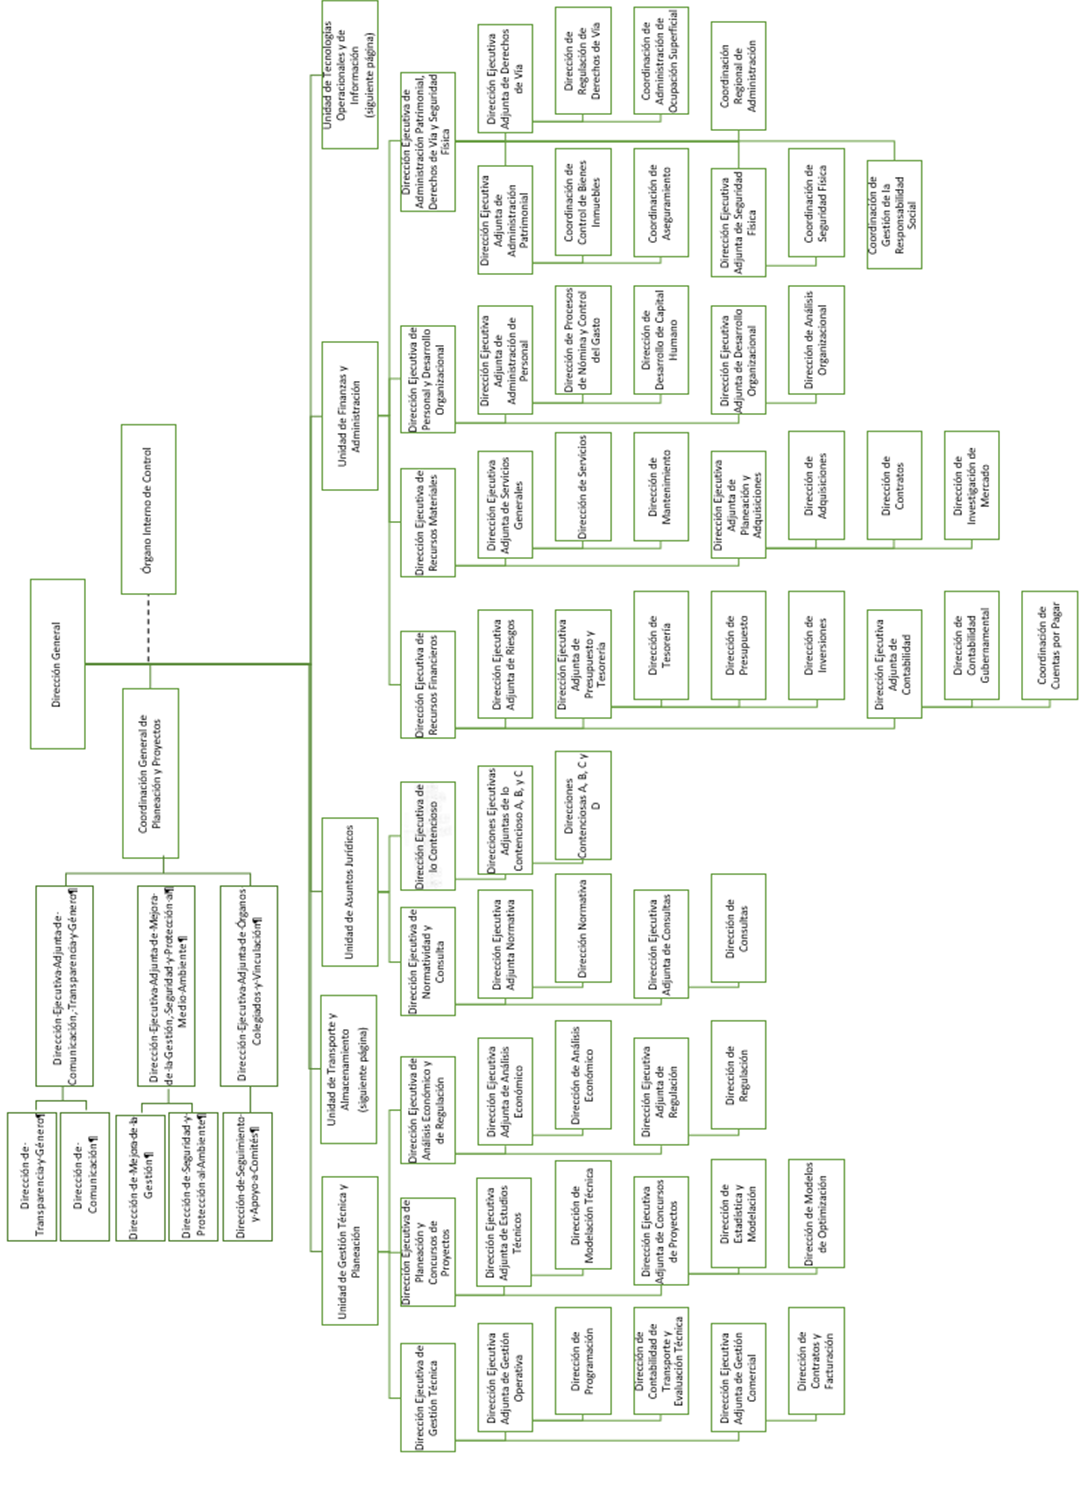 Dirección General
Órgano Interno de Control
Coordinación General de
Planeación y Proyectos
Dirección·Ejecutiva·Adjunta·de·
Comunicación,·Transparencia·y·Género¶
Dirección·de·
Transparencia·y·Género¶
Dirección·de·
Comunicación¶
Dirección·Ejecutiva·Adjunta·de·Mejora·
de·la·Gestión,·Seguridad·y·Protección·al¶
Medio·Ambiente¶
Dirección·de·Mejora·de·la·
Gestión¶
Dirección·de·Seguridad·y·
Protección·al·Ambiente¶
Dirección·Ejecutiva·Adjunta·de·Órganos·
Colegiados·y·Vinculación¶
Dirección·de·Seguimiento·
y·Apoyo·a·Comités¶
Unidad de Gestión Técnica y
Planeación
Dirección Ejecutiva de
Gestión Técnica
Dirección Ejecutiva
Adjunta de Gestión
Operativa
Dirección de
Programación
Dirección de
Contabilidad de
Transporte y
Evaluación Técnica
Dirección Ejecutiva
Adjunta de Gestión
Comercial
Dirección de
Contratos y
Facturación
Dirección Ejecutiva de
Planeación y
Concursos de
Proyectos
Dirección Ejecutiva
Adjunta de Estudios
Técnicos
Dirección de
Modelación Técnica
Dirección Ejecutiva
Adjunta de Concursos
de Proyectos
Dirección de
Estadística y
Modelación
Dirección de Modelos
de Optimización
Dirección Ejecutiva de
Análisis Económico y
de Regulación
Dirección Ejecutiva
Adjunta de Análisis
Económico
Dirección de Análisis
Económico
Dirección Ejecutiva
Adjunta de
Regulación
Dirección de
Regulación
Unidad de Transporte y
Almacenamiento
(siguiente página)
Unidad de Asuntos Jurídicos
Dirección Ejecutiva de
Normatividad y
Consulta
Dirección Ejecutiva
Adjunta Normativa
Dirección Normativa
Dirección Ejecutiva
Adjunta de Consultas
Dirección de
Consultas
Dirección Ejecutiva de
lo Contencioso
Direcciones Ejecutivas
Adjuntas de lo
Contencioso A, B, y C
Direcciones
Contenciosas A, B, C y
D
Unidad de Finanzas y
Administración
Dirección Ejecutiva de
Recursos Financieros
Dirección Ejecutiva
Adjunta de Riesgos
Dirección Ejecutiva
Adjunta de
Presupuesto y
Tesorería
Dirección de
Tesorería
Dirección de
Presupuesto
Dirección de
Inversiones
Dirección Ejecutiva
Adjunta de
Contabilidad
Dirección de
Contabilidad
Gubernamental
Coordinación de
Cuentas por Pagar
Dirección Ejecutiva de
Recursos Materiales
Dirección Ejecutiva
Adjunta de Servicios
Generales
Dirección de Servicios
Dirección de
Mantenimiento
Dirección Ejecutiva
Adjunta de
Planeación y
Adquisiciones
Dirección de
Adquisiciones
Dirección de
Contratos
Dirección de
Investigación de
Mercado
Dirección Ejecutiva de
Personal y Desarrollo
Organizacional
Dirección Ejecutiva
Adjunta de
Administración de
Personal
Dirección de Procesos
de Nómina y Control
del Gasto
Dirección de
Desarrollo de Capital
Humano
Dirección Ejecutiva
Adjunta de Desarrollo
Organizacional
Dirección de Análisis
Organizacional
Dirección Ejecutiva de
Administración Patrimonial,
Derechos de Vía y Seguridad
Física
Dirección Ejecutiva
Adjunta de
Administración
Patrimonial
Coordinación de
Control de Bienes
Inmuebles
Coordinación de
Aseguramiento
Dirección Ejecutiva
Adjunta de Seguridad
Física
Coordinación de
Seguridad Física
Coordinación de
Gestión de la
Responsabilidad
Social
Dirección Ejecutiva
Adjunta de Derechos
de Vía
Dirección de
Regulación de
Derechos de Vía
Coordinación de
Administración de
Ocupación Superficial
Coordinación
Regional de
Administración
Unidad de Tecnologías
Operacionales y de
Información
(siguiente página)